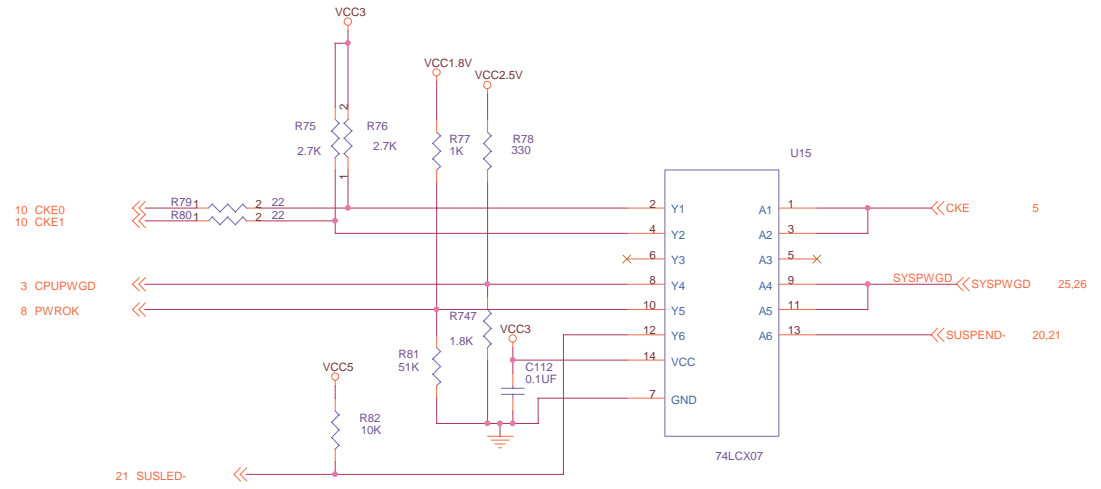 VCC3
VCC1.8V
VCC2.5V
2
R75
R76
2.7K
2.7K
1
R77
1K
R78
330
U15
10 CKE0
R79 1
2 22
10 CKE1
R80 1
2 22
2 Y1
A1 1
CKE 5
4 Y2
A2 3
6 Y3
A3 5
3 CPUPWGD
8 Y4
A4 9
SYSPWGD
SYSPWGD 25,26
8 PWROK
10 Y5
A5 11
R747
1.8K
VCC3
12 Y6
A6 13
SUSPEND- 20,21
R81
51K
C112
0.1UF
14 VCC
VCC5
7 GND
R82
10K
74LCX07
21 SUSLED-